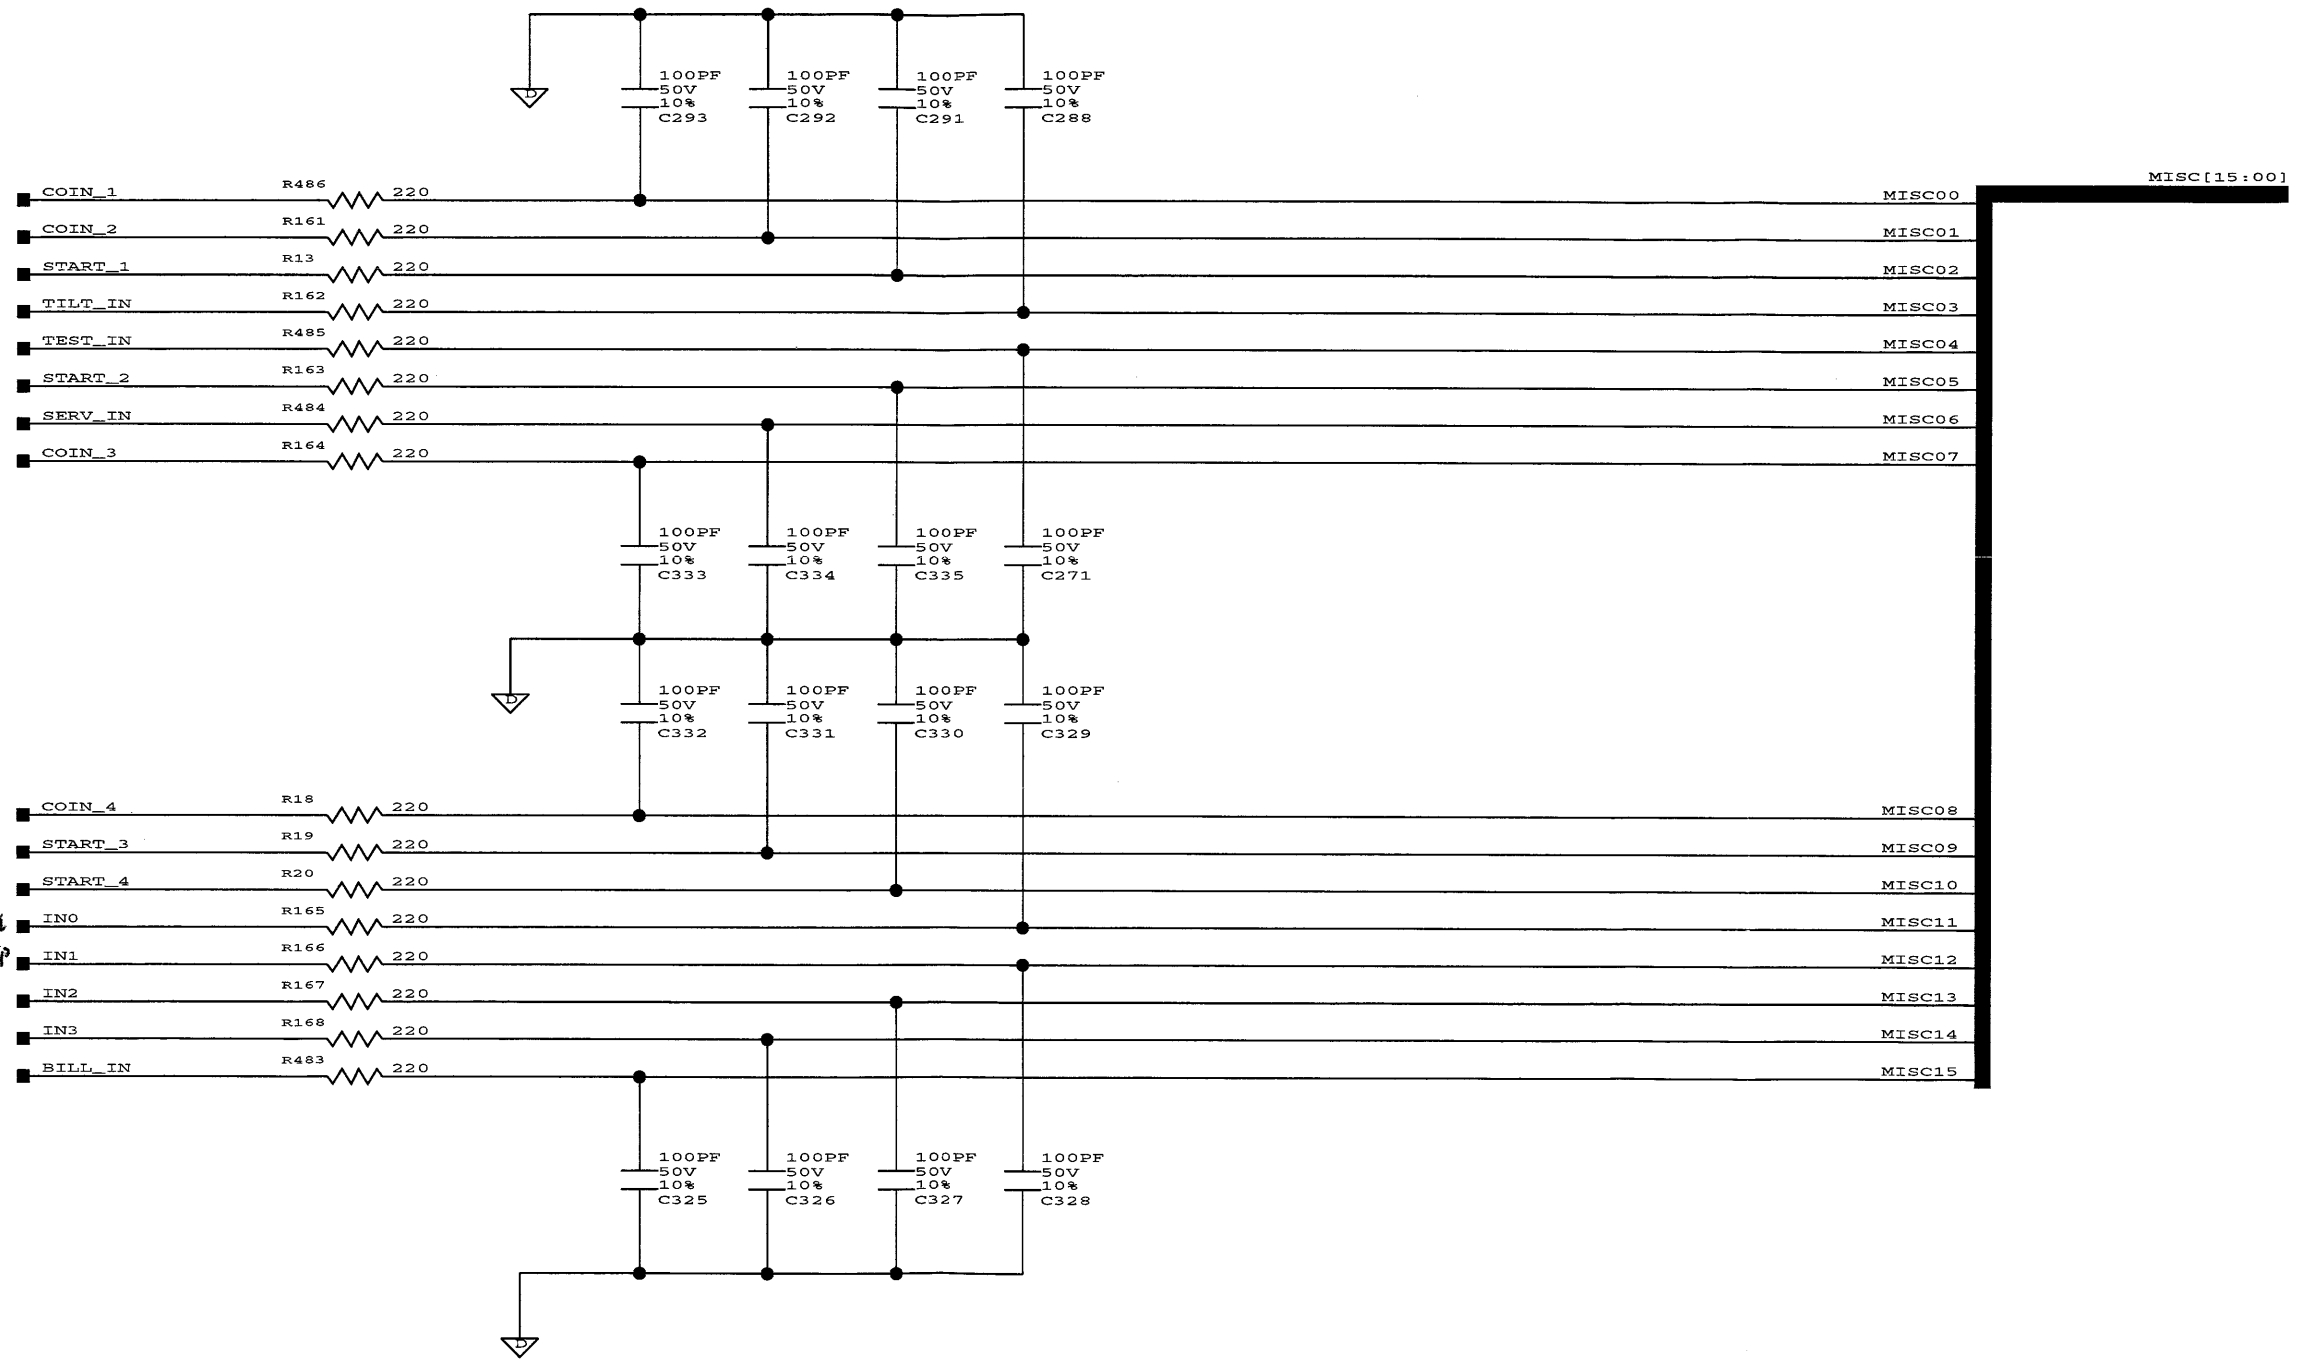 100PF 100PF 100PF 100PF
50V 50V 50V 50V
D
10% 10% 10% 10%
C293 C292 C291 C288
MISC[15:00]
COIN_1 R486 220 MISC00
COIN_2 R161 220 MISC01
START_1 R13 220 MISC02
TILT_IN R162 220 MISC03
TEST_IN R485 220 MISC04
START_2 R163 220 MISC05
SERV_IN R484 220 MISC06
COIN_3 R164 220 MISC07
100PF 100PF 100PF 100PF
50V 50V 50V 50V
10% 10% 10% 10%
C333 C334 C335 C271
100PF 100PF 100PF 100PF
D
50V 50V 50V 50V
10% 10% 10% 10%
C332 C331 C330 C329
COIN_4 R18 220 MISC08
START_3 R19 220 MISC09
START_4 R20 220 MISC10
IN0 R165 220 MISC11
IN1 R166 220 MISC12
IN2 R167 220 MISC13
IN3 R168 220 MISC14
BILL_IN R483 220 MISC15
100PF 100PF 100PF 100PF
50V 50V 50V 50V
10% 10% 10% 10%
C325 C326 C327 C328
D